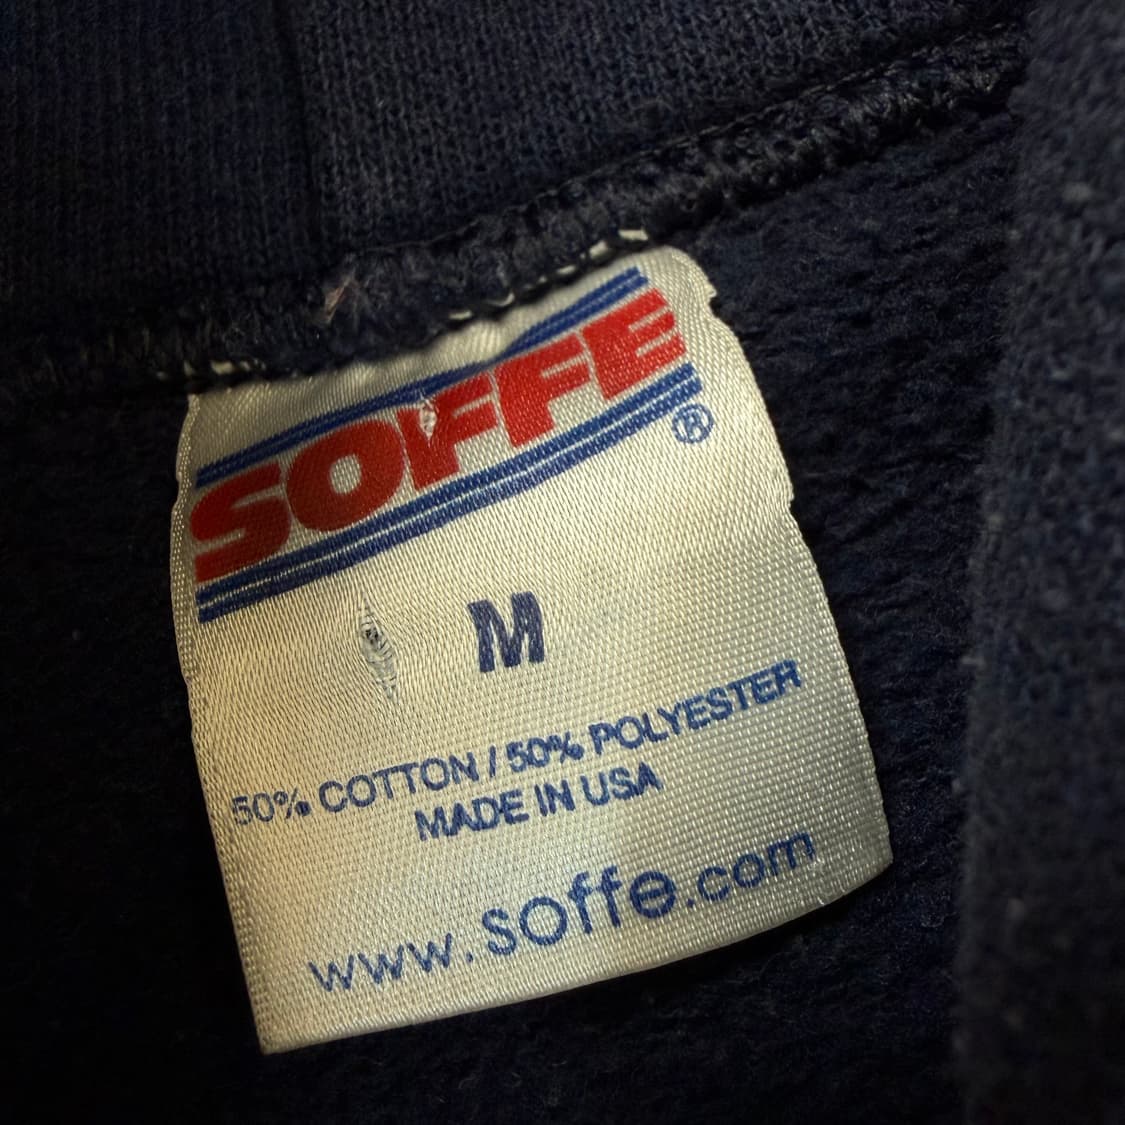 SOFFE
®
M
50% COTTON / 50% POLYESTER
MADE IN USA
www.soffe.com